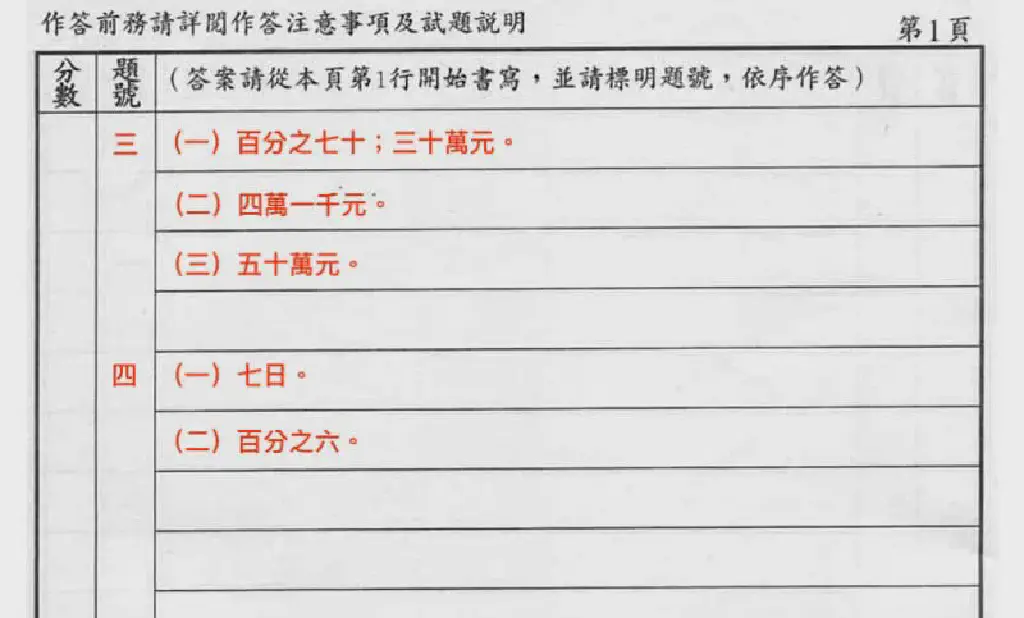 作答前務請詳閱作答注意事項及試題說明
第1頁
分數 題號 （答案請從本頁第1行開始書寫，並請標明題號，依序作答）
三 （一）百分之七十；三十萬元。
（二）四萬一千元。
（三）五十萬元。
四 （一）七日。
（二）百分之六。